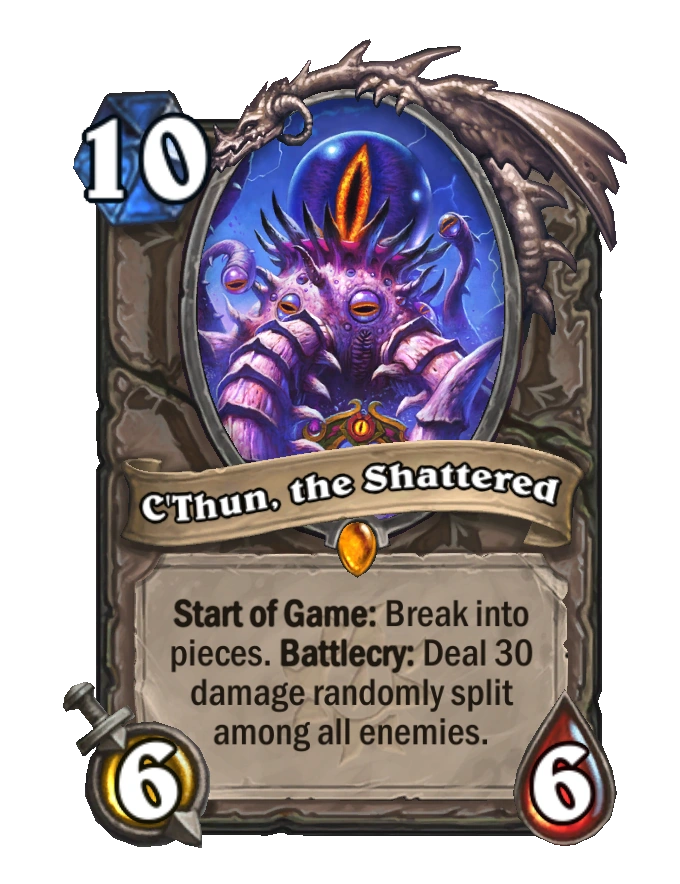 10
C'Thun, the Shattered
Start of Game: Break into
pieces. Battlecry: Deal 30
damage randomly split
among all enemies.
6
6